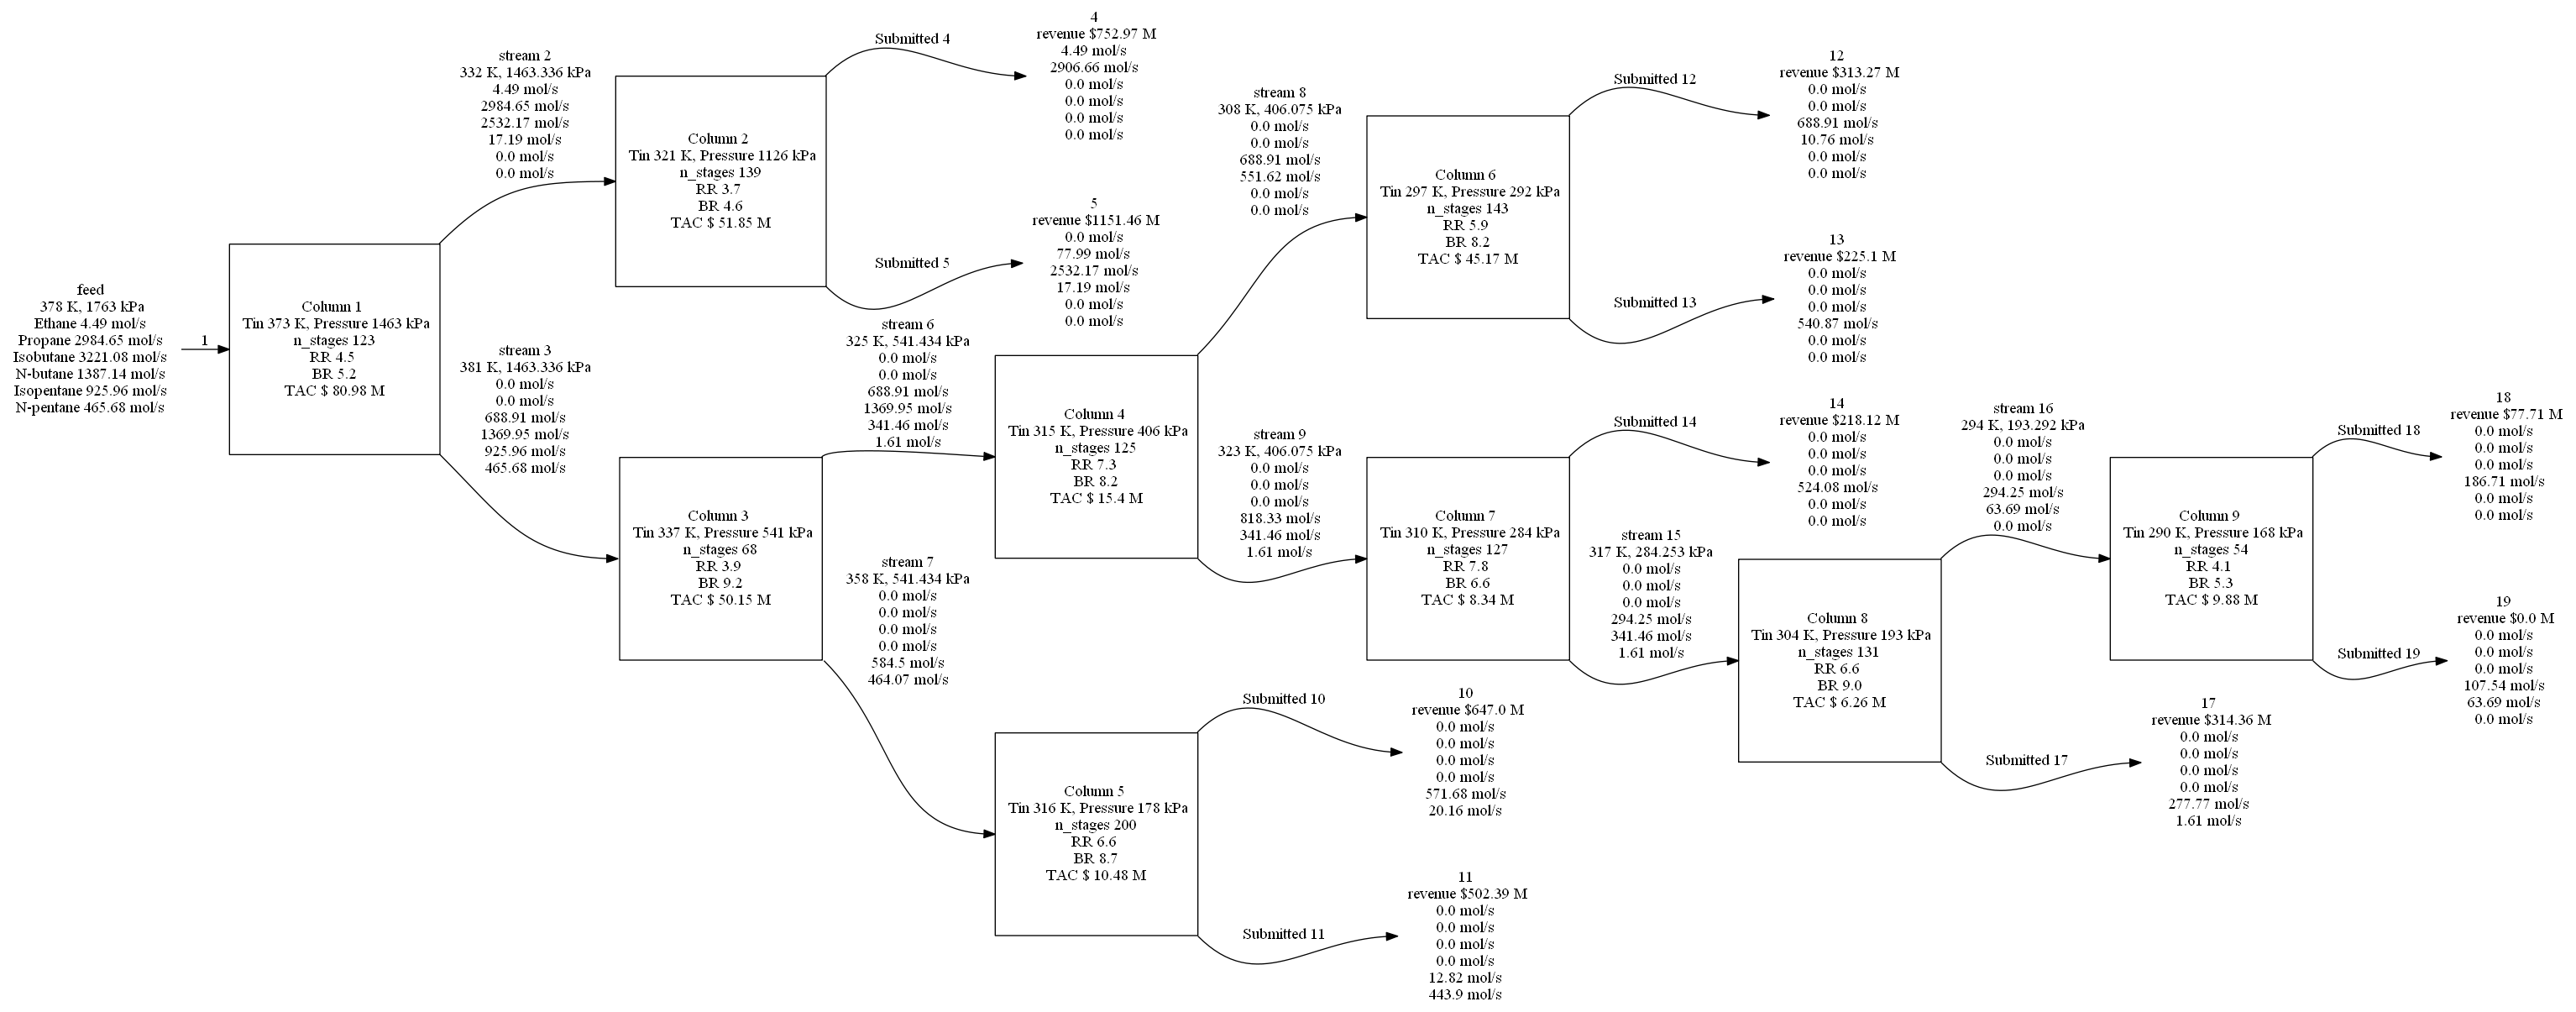 feed
378 K, 1763 kPa
Ethane 4.49 mol/s
Propane 2984.65 mol/s
Isobutane 3221.08 mol/s
N-butane 1387.14 mol/s
Isopentane 925.96 mol/s
N-pentane 465.68 mol/s
1
Column 1
Tin 373 K, Pressure 1463 kPa
n_stages 123
RR 4.5
BR 5.2
TAC $ 80.98 M
stream 2
332 K, 1463.336 kPa
4.49 mol/s
2984.65 mol/s
2532.17 mol/s
17.19 mol/s
0.0 mol/s
0.0 mol/s
stream 3
381 K, 1463.336 kPa
0.0 mol/s
0.0 mol/s
688.91 mol/s
1369.95 mol/s
925.96 mol/s
465.68 mol/s
Column 2
Tin 321 K, Pressure 1126 kPa
n_stages 139
RR 3.7
BR 4.6
TAC $ 51.85 M
Submitted 4
4
revenue $752.97 M
4.49 mol/s
2906.66 mol/s
0.0 mol/s
0.0 mol/s
0.0 mol/s
0.0 mol/s
Submitted 5
5
revenue $1151.46 M
0.0 mol/s
77.99 mol/s
2532.17 mol/s
17.19 mol/s
0.0 mol/s
0.0 mol/s
Column 3
Tin 337 K, Pressure 541 kPa
n_stages 68
RR 3.9
BR 9.2
TAC $ 50.15 M
stream 6
325 K, 541.434 kPa
0.0 mol/s
0.0 mol/s
688.91 mol/s
1369.95 mol/s
341.46 mol/s
1.61 mol/s
stream 7
358 K, 541.434 kPa
0.0 mol/s
0.0 mol/s
0.0 mol/s
0.0 mol/s
584.5 mol/s
464.07 mol/s
Column 4
Tin 315 K, Pressure 406 kPa
n_stages 125
RR 7.3
BR 8.2
TAC $ 15.4 M
stream 8
308 K, 406.075 kPa
0.0 mol/s
0.0 mol/s
688.91 mol/s
551.62 mol/s
0.0 mol/s
0.0 mol/s
stream 9
323 K, 406.075 kPa
0.0 mol/s
0.0 mol/s
0.0 mol/s
818.33 mol/s
341.46 mol/s
1.61 mol/s
Column 5
Tin 316 K, Pressure 178 kPa
n_stages 200
RR 6.6
BR 8.7
TAC $ 10.48 M
Submitted 10
10
revenue $647.0 M
0.0 mol/s
0.0 mol/s
0.0 mol/s
0.0 mol/s
571.68 mol/s
20.16 mol/s
Submitted 11
11
revenue $502.39 M
0.0 mol/s
0.0 mol/s
0.0 mol/s
0.0 mol/s
12.82 mol/s
443.9 mol/s
Column 6
Tin 297 K, Pressure 292 kPa
n_stages 143
RR 5.9
BR 8.2
TAC $ 45.17 M
Submitted 12
12
revenue $313.27 M
0.0 mol/s
0.0 mol/s
688.91 mol/s
10.76 mol/s
0.0 mol/s
0.0 mol/s
Submitted 13
13
revenue $225.1 M
0.0 mol/s
0.0 mol/s
0.0 mol/s
540.87 mol/s
0.0 mol/s
0.0 mol/s
Column 7
Tin 310 K, Pressure 284 kPa
n_stages 127
RR 7.8
BR 6.6
TAC $ 8.34 M
Submitted 14
14
revenue $218.12 M
0.0 mol/s
0.0 mol/s
0.0 mol/s
524.08 mol/s
0.0 mol/s
0.0 mol/s
stream 15
317 K, 284.253 kPa
0.0 mol/s
0.0 mol/s
0.0 mol/s
294.25 mol/s
341.46 mol/s
1.61 mol/s
Column 8
Tin 304 K, Pressure 193 kPa
n_stages 131
RR 6.6
BR 9.0
TAC $ 6.26 M
stream 16
294 K, 193.292 kPa
0.0 mol/s
0.0 mol/s
0.0 mol/s
294.25 mol/s
63.69 mol/s
0.0 mol/s
Submitted 17
17
revenue $314.36 M
0.0 mol/s
0.0 mol/s
0.0 mol/s
0.0 mol/s
277.77 mol/s
1.61 mol/s
Column 9
Tin 290 K, Pressure 168 kPa
n_stages 54
RR 4.1
BR 5.3
TAC $ 9.88 M
Submitted 18
18
revenue $77.71 M
0.0 mol/s
0.0 mol/s
0.0 mol/s
186.71 mol/s
0.0 mol/s
0.0 mol/s
Submitted 19
19
revenue $0.0 M
0.0 mol/s
0.0 mol/s
0.0 mol/s
107.54 mol/s
63.69 mol/s
0.0 mol/s